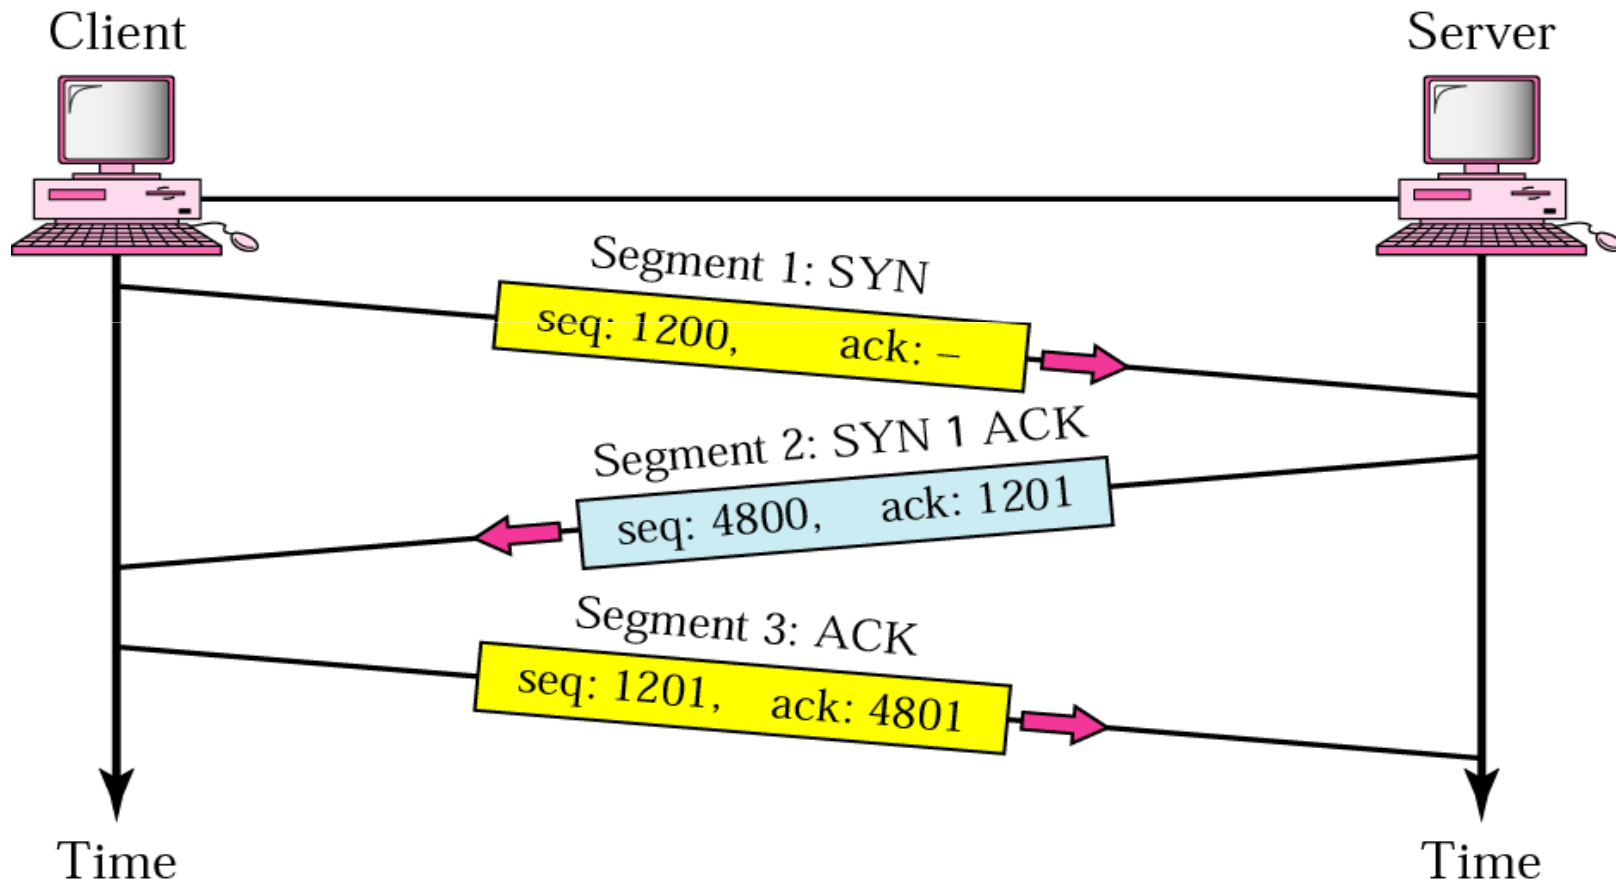 Client
Server
Segment 1: SYN
seq: 1200, ack: –
Segment 2: SYN 1 ACK
seq: 4800, ack: 1201
Segment 3: ACK
seq: 1201, ack: 4801
Time
Time